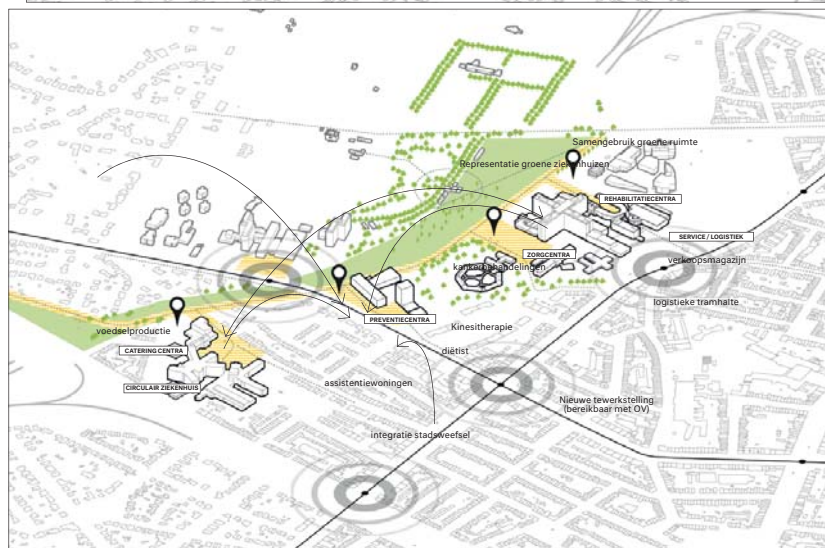 Samengebruik groene ruimte
Representatie groene ziekenhuizen
REHABILITATIECENTRA
SERVICE / LOGISTIEK
ZORGCENTRA
verkoopsmagazijn
kankerbehandelingen
logistieke tramhalte
PREVENTIECENTRA
Kinesitherapie
voedselproductie
CATERING CENTRA
diëtist
CIRCULAIR ZIEKENHUIS
assistentiewoningen
Nieuwe tewerkstelling
(bereikbaar met OV)
integratie stadsweefsel